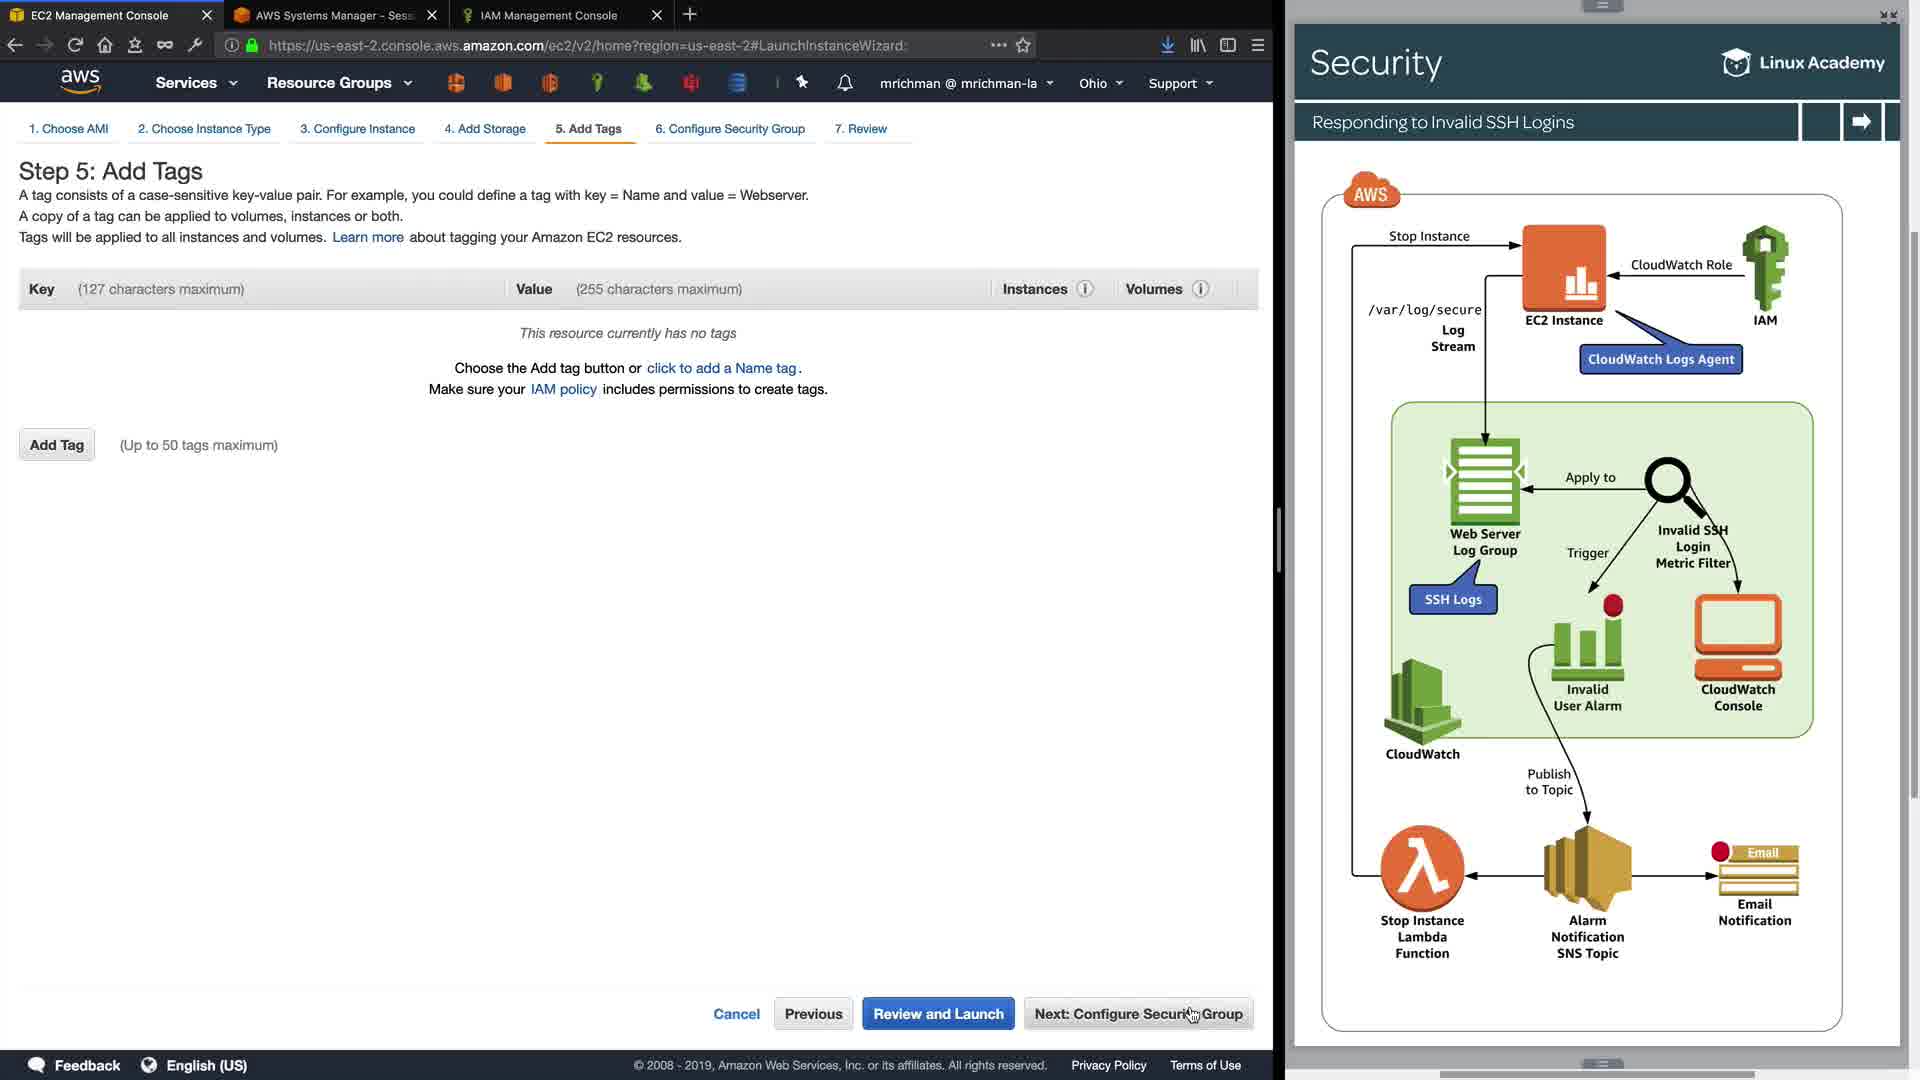 EC2 Management Console
AWS Systems Manager - Sess
IAM Management Console
https://us-east-2.console.aws.amazon.com/ec2/v2/home?region=us-east-2#LaunchInstanceWizard:
aws
Services
Resource Groups
mrichman @ mrichman-la
Ohio
Support
1. Choose AMI
2. Choose Instance Type
3. Configure Instance
4. Add Storage
5. Add Tags
6. Configure Security Group
7. Review
Step 5: Add Tags
A tag consists of a case-sensitive key-value pair. For example, you could define a tag with key = Name and value = Webserver.
A copy of a tag can be applied to volumes, instances or both.
Tags will be applied to all instances and volumes. Learn more about tagging your Amazon EC2 resources.
Key (127 characters maximum)
Value (255 characters maximum)
Instances
Volumes
This resource currently has no tags
Choose the Add tag button or click to add a Name tag.
Make sure your IAM policy includes permissions to create tags.
Add Tag
(Up to 50 tags maximum)
Cancel
Previous
Review and Launch
Next: Configure Security Group
Feedback
English (US)
© 2008 - 2019, Amazon Web Services, Inc. or its affiliates. All rights reserved.
Privacy Policy
Terms of Use
Security
Linux Academy
Responding to Invalid SSH Logins
AWS
Stop Instance
CloudWatch Role
/var/log/secure
Log
Stream
EC2 Instance
IAM
CloudWatch Logs Agent
Apply to
Web Server
Log Group
Invalid SSH
Login
Metric Filter
Trigger
SSH Logs
Invalid
User Alarm
CloudWatch
Console
CloudWatch
Publish
to Topic
Email
Stop Instance
Lambda
Function
Alarm
Notification
SNS Topic
Email
Notification